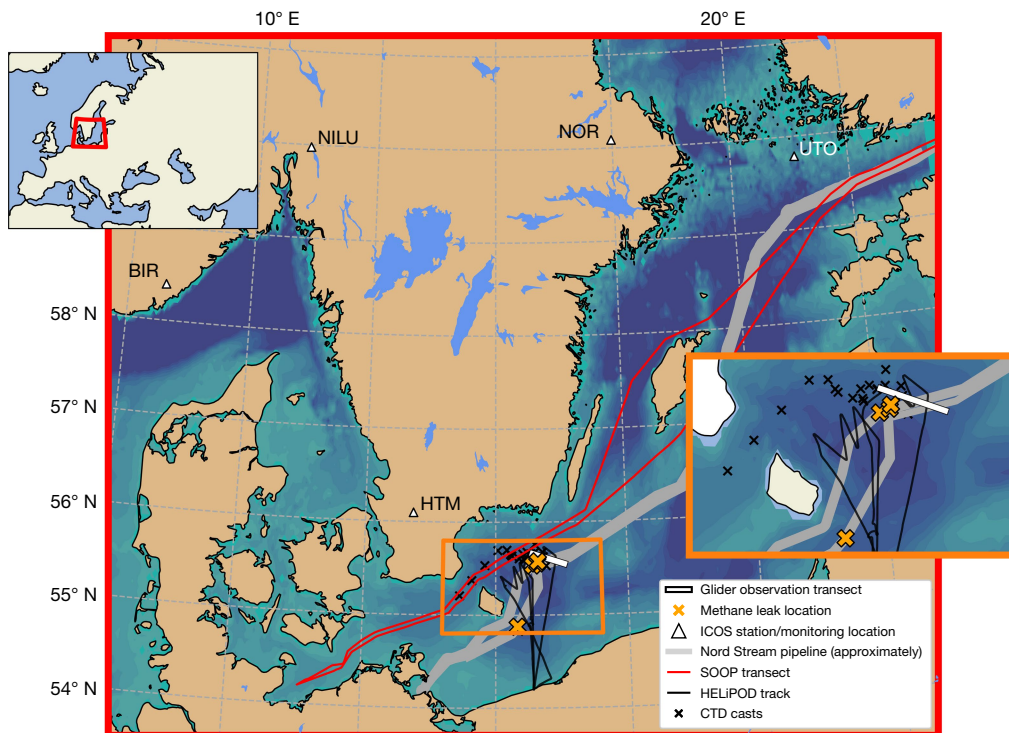 10° E
20° E
NILU
NOR
UTO
BIR
58° N
57° N
56° N
HTM
55° N
54° N
Glider observation transect
Methane leak location
ICOS station/monitoring location
Nord Stream pipeline (approximately)
SOOP transect
HELiPOD track
CTD casts